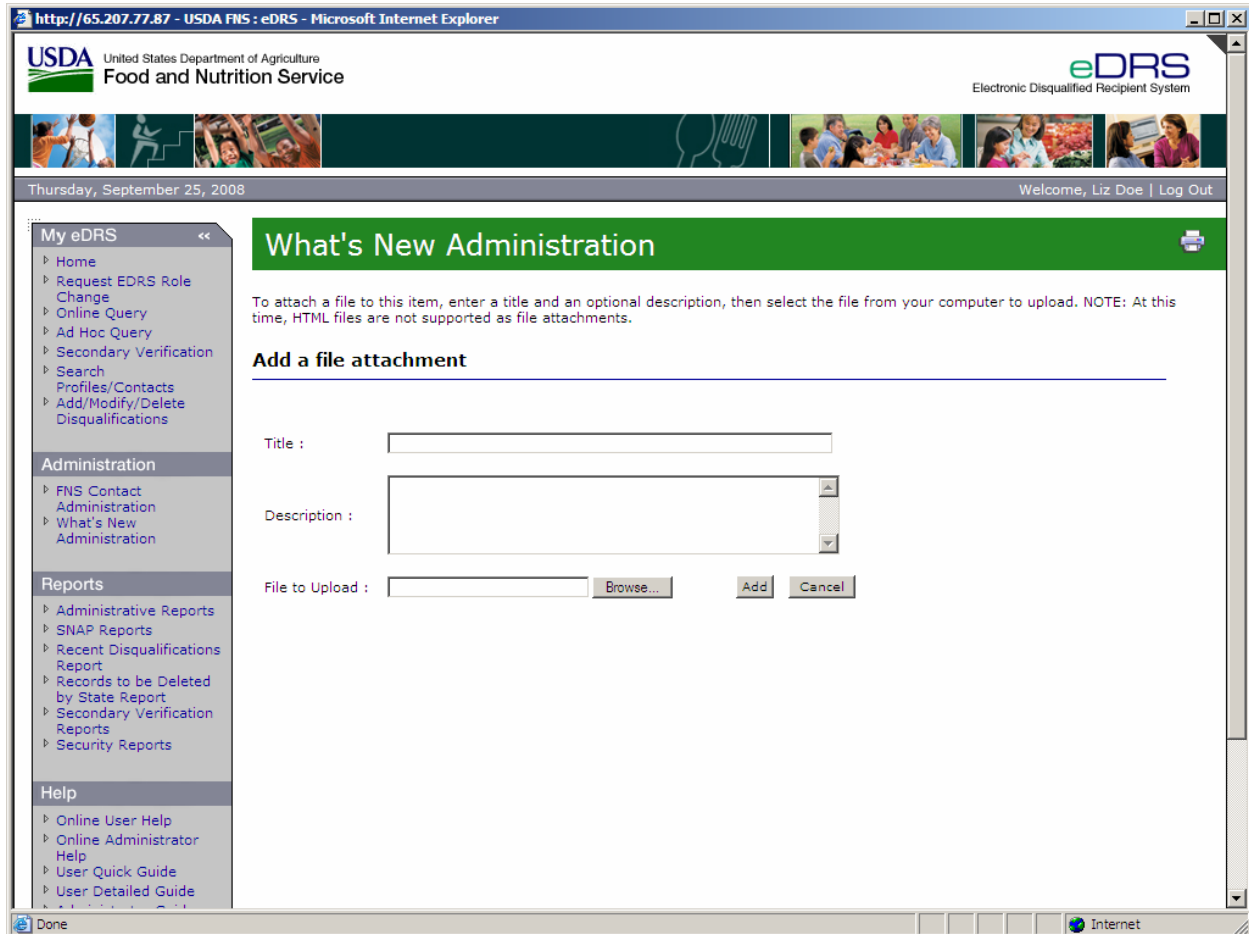 http://65.207.77.87 - USDA FNS : eDRS - Microsoft Internet Explorer
USDA
United States Department of Agriculture
Food and Nutrition Service
eDRS
Electronic Disqualified Recipient System
Thursday, September 25, 2008
Welcome, Liz Doe | Log Out
My eDRS <<
Home
Request EDRS Role
Change
Online Query
Ad Hoc Query
Secondary Verification
Search
Profiles/Contacts
Add/Modify/Delete
Disqualifications
Administration
FNS Contact
Administration
What's New
Administration
Reports
Administrative Reports
SNAP Reports
Recent Disqualifications
Report
Records to be Deleted
by State Report
Secondary Verification
Reports
Security Reports
Help
Online User Help
Online Administrator
Help
User Quick Guide
User Detailed Guide
What's New Administration
To attach a file to this item, enter a title and an optional description, then select the file from your computer to upload. NOTE: At this
time, HTML files are not supported as file attachments.
Add a file attachment
Title :
Description :
File to Upload : Browse... Add Cancel
Done
Internet